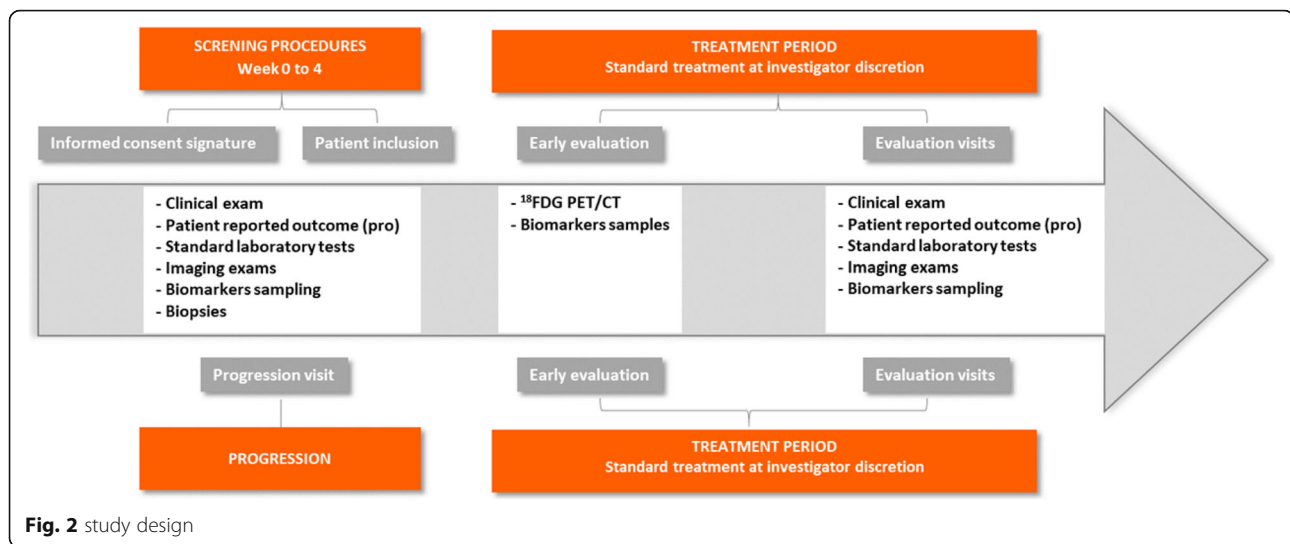 SCRENING PROCEDURES
Week 0 to 4
TREATMENT PERIOD
Standard treatment at investigator discretion
Informed consent signature
Patient inclusion
Early evaluation
Evaluation visits
- Clinical exam
- Patient reported outcome (pro)
- Standard laboratory tests
- Imaging exams
- Biomarkers sampling
- Biopsies
- ¹⁸FDG PET/CT
- Biomarkers samples
- Clinical exam
- Patient reported outcome (pro)
- Standard laboratory tests
- Imaging exams
- Biomarkers sampling
Progression visit
Early evaluation
Evaluation visits
PROGRESSION
TREATMENT PERIOD
Standard treatment at investigator discretion
Fig. 2 study design